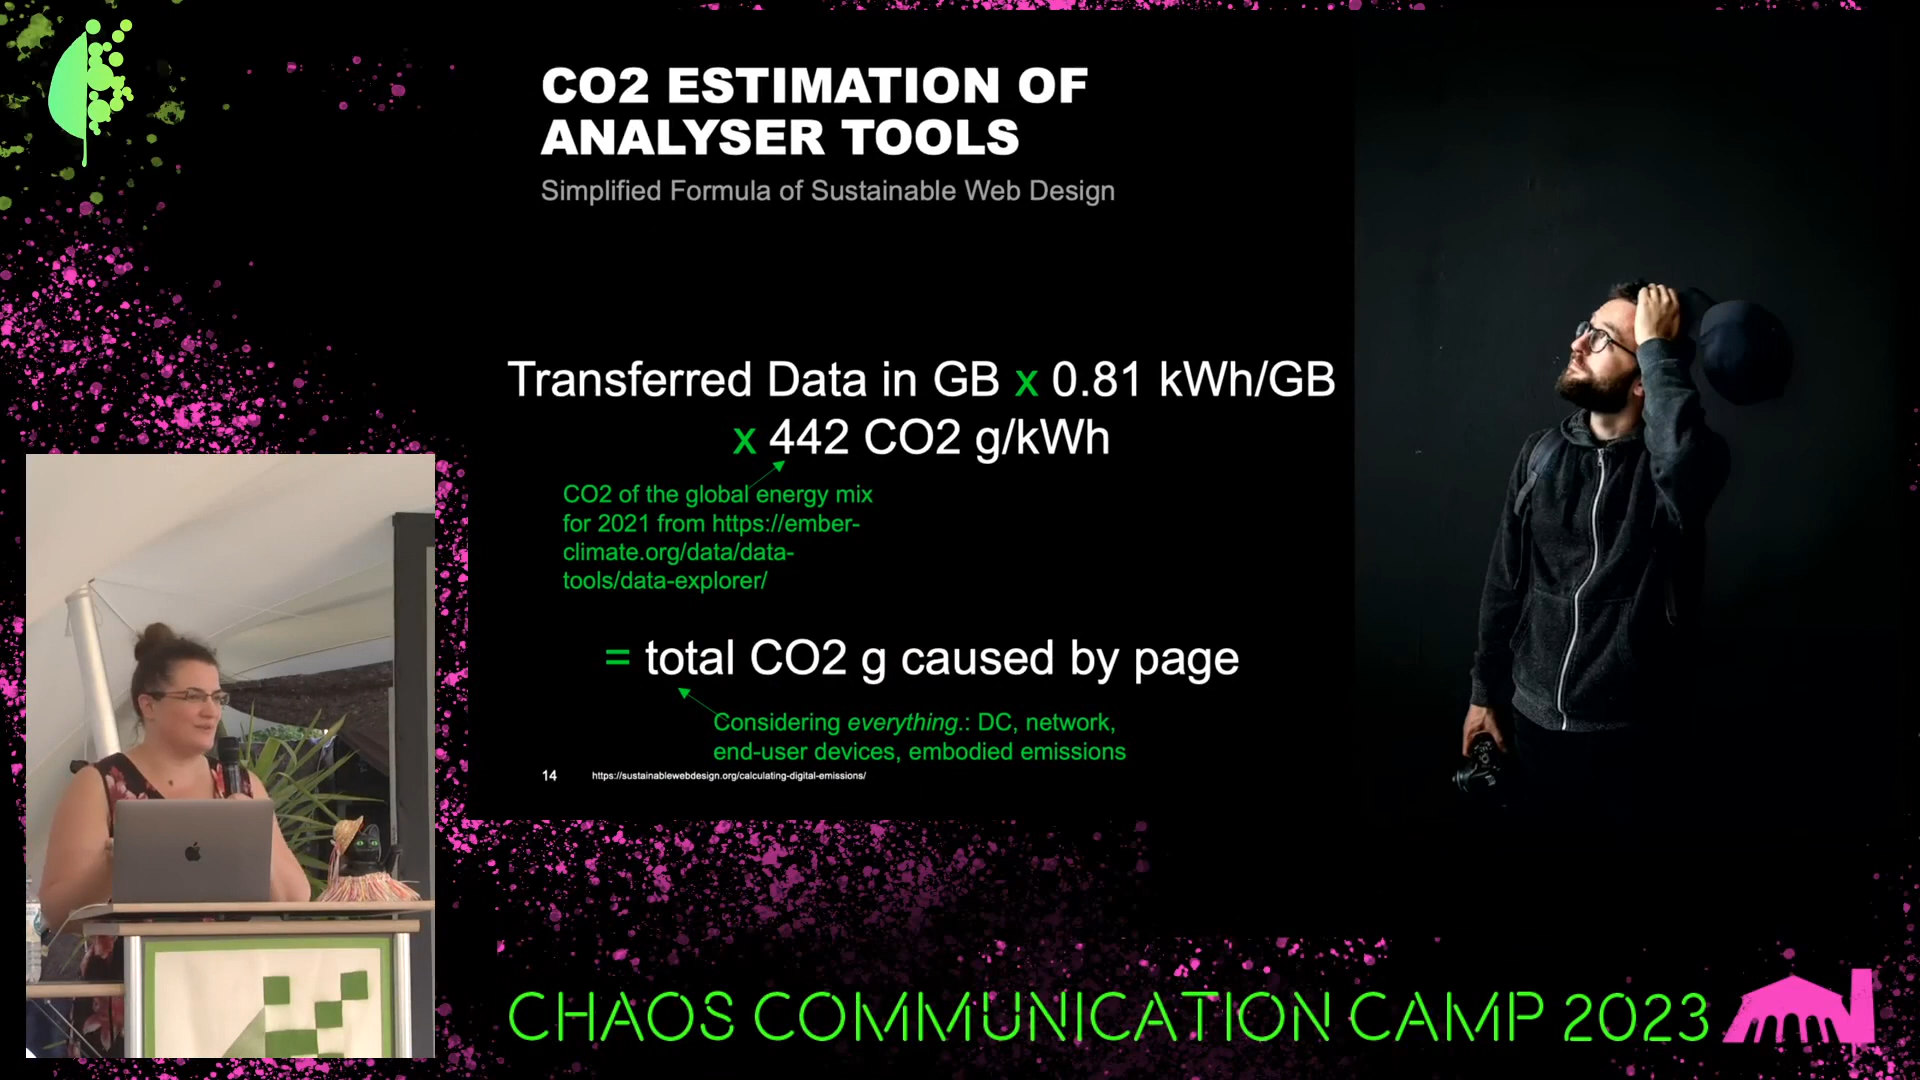 CO2 ESTIMATION OF
ANALYSER TOOLS
Simplified Formula of Sustainable Web Design
Transferred Data in GB x 0.81 kWh/GB
x 442 CO2 g/kWh
CO2 of the global energy mix
for 2021 from https://ember-
climate.org/data/data-
tools/data-explorer/
= total CO2 g caused by page
Considering everything.: DC, network,
end-user devices, embodied emissions
14 https://sustainablewebdesign.org/calculating-digital-emissions/
CHAOS COMMUNICATION CAMP 2023